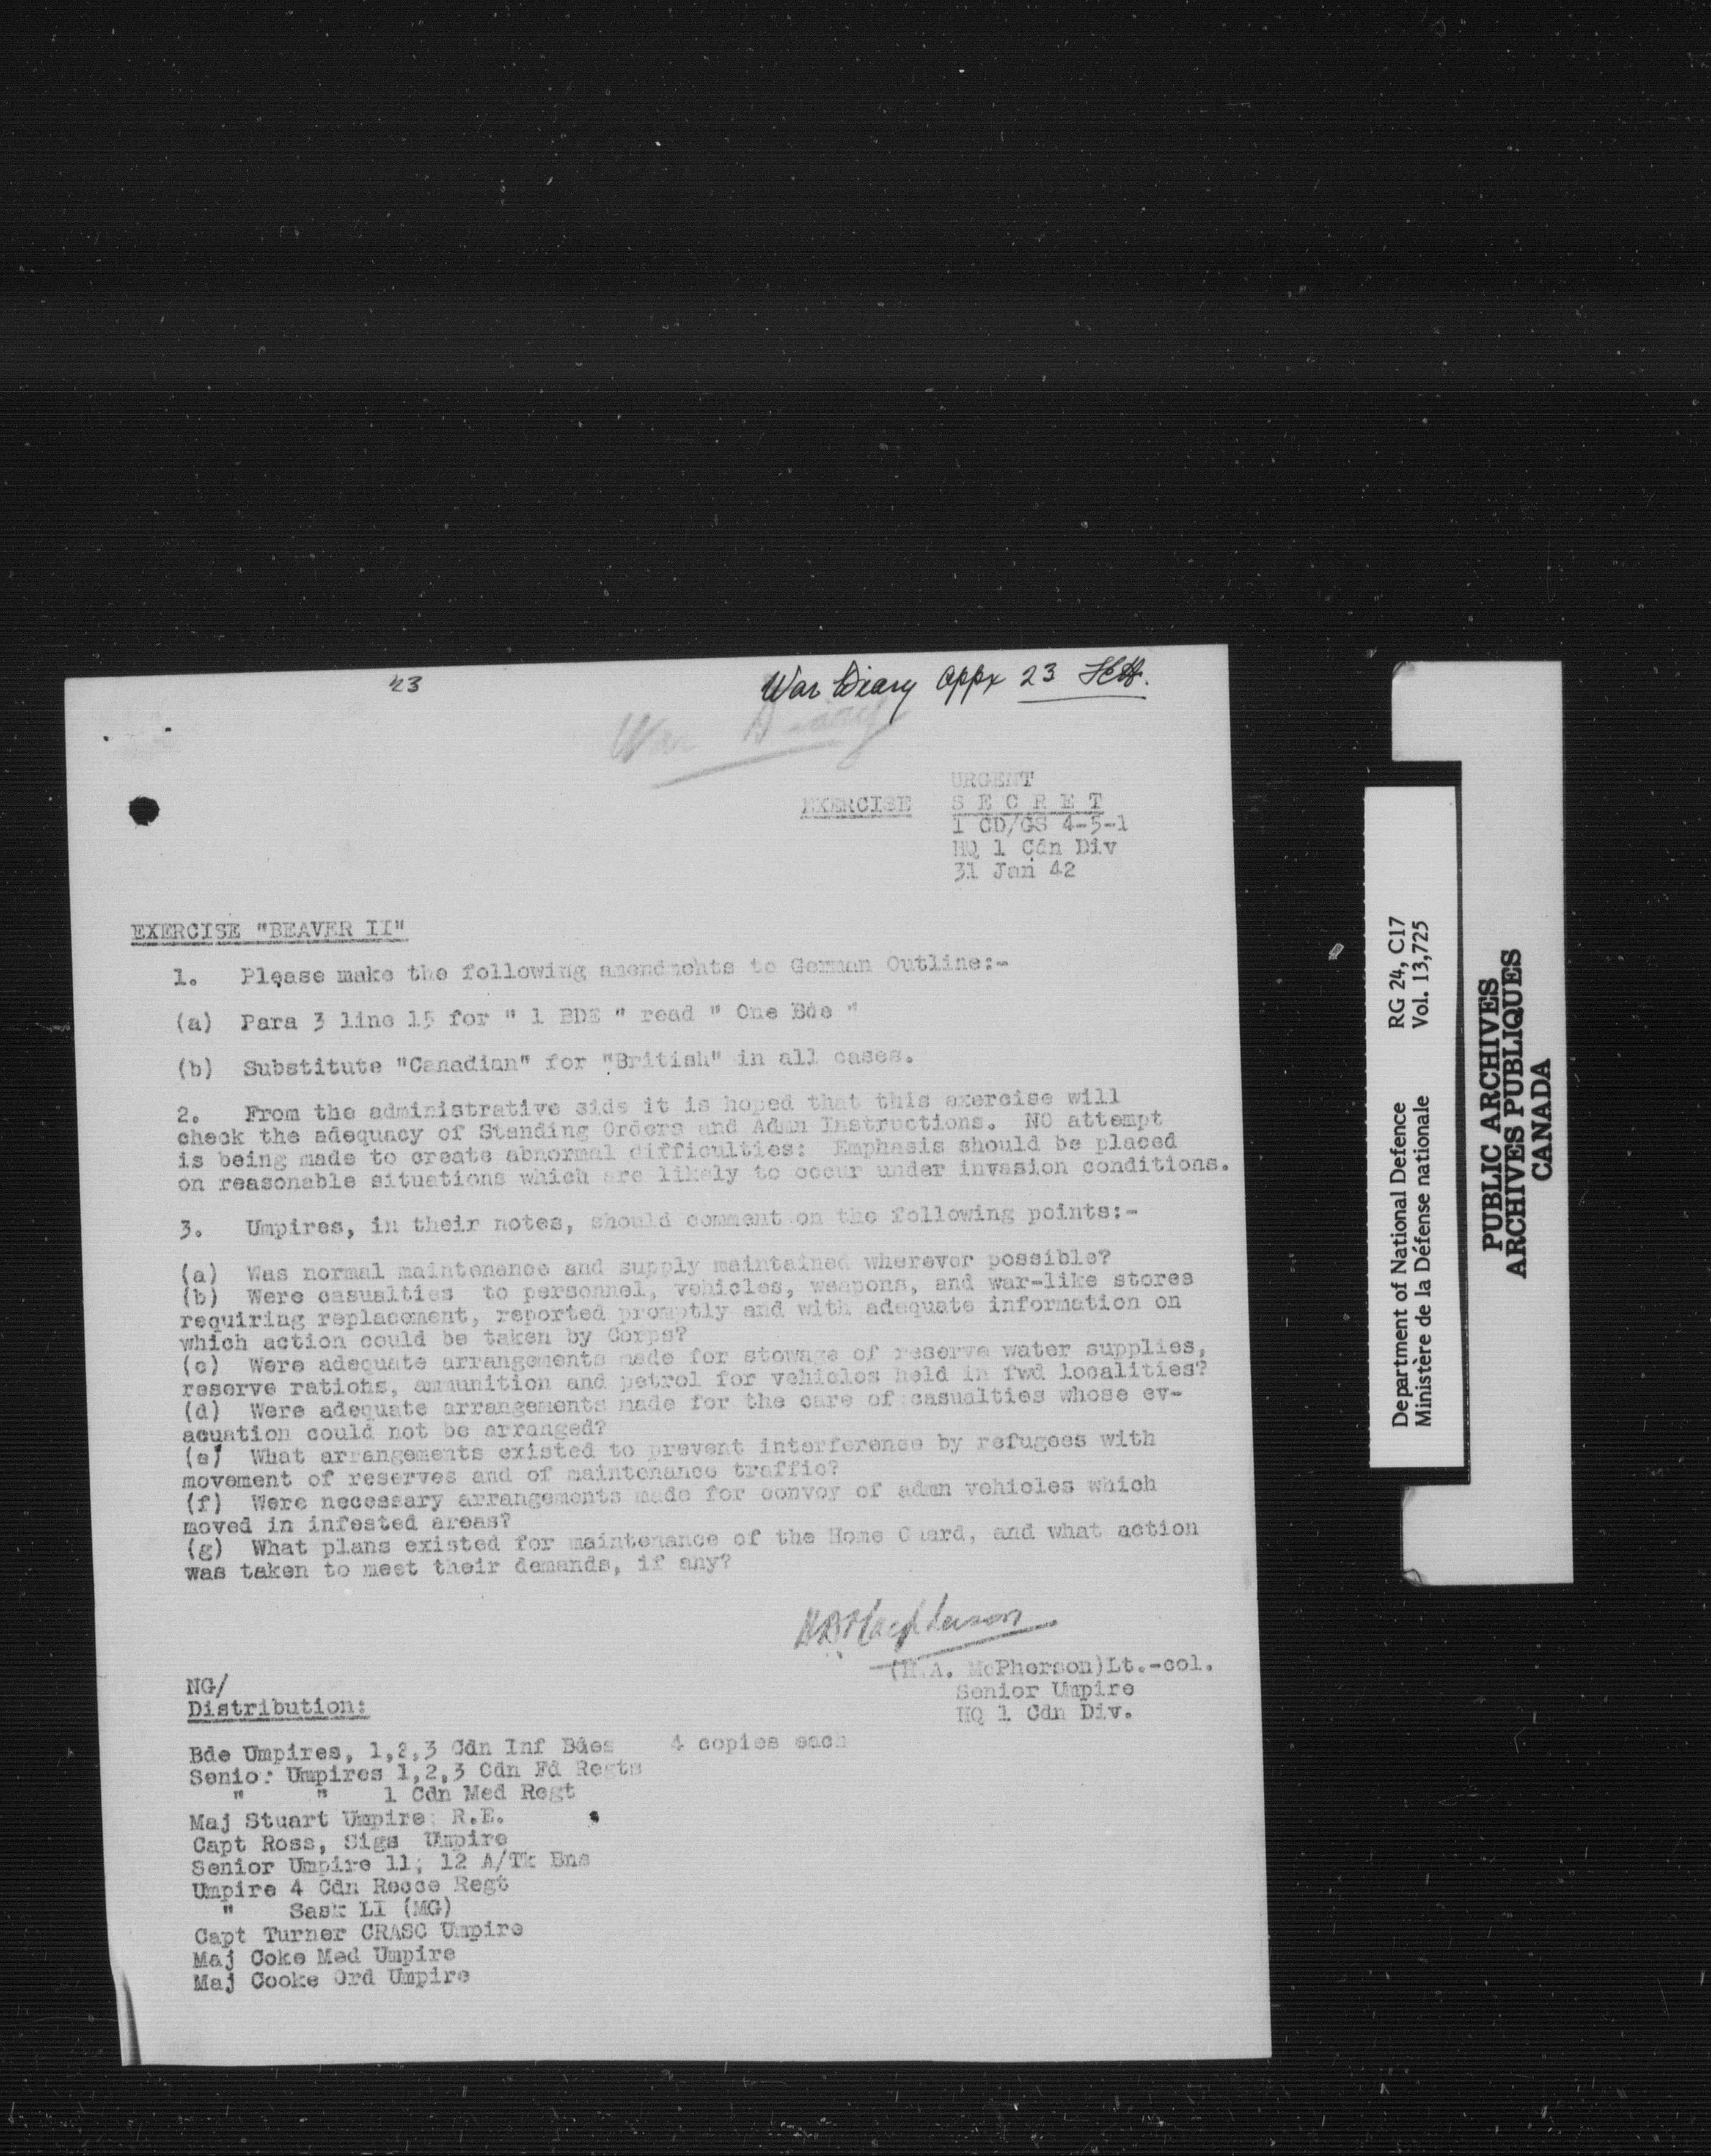 23
War Diary Appx 23
War Diary
URGENT
EXERCISE S E C R E T
1 CD/GS 4-5-1
HQ 1 Cdn Div
31 Jan 42
EXERCISE "BEAVER II"
1. Please make the following amendments to German Outline:-
(a) Para 3 line 15 for " 1 BDE " read " One Bde "
(b) Substitute "Canadian" for "British" in all cases.
2. From the administrative side it is hoped that this exercise will
check the adequacy of Standing Orders and Admn Instructions. NO attempt
is being made to create abnormal difficulties: Emphasis should be placed
on reasonable situations which are likely to occur under invasion conditions.
3. Umpires, in their notes, should comment on the following points:-
(a) Was normal maintenance and supply maintained wherever possible?
(b) Were casualties to personnel, vehicles, weapons, and war-like stores
requiring replacement, reported promptly and with adequate information on
which action could be taken by Corps?
(c) Were adequate arrangements made for stowage of reserve water supplies,
reserve rations, ammunition and petrol for vehicles held in fwd localities?
(d) Were adequate arrangements made for the care of casualties whose ev-
acuation could not be arranged?
(e) What arrangements existed to prevent interference by refugees with
movement of reserves and of maintenance traffic?
(f) Were necessary arrangements made for convoy of admn vehicles which
moved in infested areas?
(g) What plans existed for maintenance of the Home Guard, and what action
was taken to meet their demands, if any?
(H.A. McPherson)Lt.-col.
Senior Umpire
HQ 1 Cdn Div.
NG/
Distribution:
Bde Umpires, 1,2,3 Cdn Inf Bdes 4 copies each
Senior Umpires 1,2,3 Cdn Fd Regts
" " 1 Cdn Med Regt
Maj Stuart Umpire R.E.
Capt Ross, Sigs Umpire
Senior Umpire 11, 12 A/Tk Bns
Umpire 4 Cdn Recce Regt
" Sask LI (MG)
Capt Turner CRASC Umpire
Maj Coke Med Umpire
Maj Cooke Ord Umpire
Department of National Defence RG 24, C17
Ministère de la Défense nationale Vol. 13,725
PUBLIC ARCHIVES
ARCHIVES PUBLIQUES
CANADA